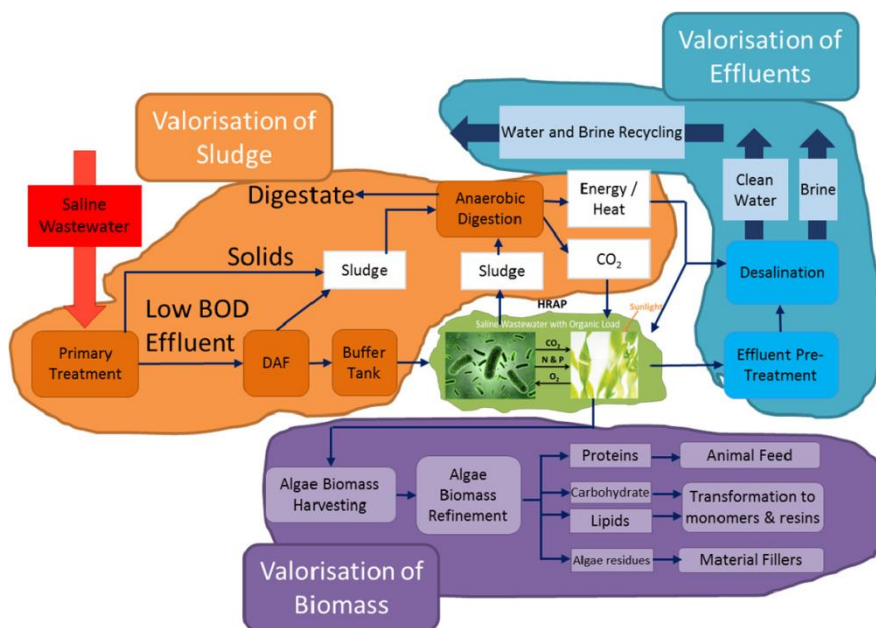 Valorisation of
Effluents
Valorisation of
Sludge
Water and Brine Recycling
Saline
Wastewater
Digestate
Anaerobic
Digestion
Energy /
Heat
Clean
Water
Brine
Solids
Sludge
Sludge
CO₂
Desalination
Low BOD
Effluent
HRAP
Sunlight
Saline Wastewater with Organic Load
Primary
Treatment
DAF
Buffer
Tank
CO₂
N & P
O₂
Effluent Pre-
Treatment
Algae Biomass
Harvesting
Algae
Biomass
Refinement
Proteins
Animal Feed
Carbohydrate
Lipids
Transformation to
monomers & resins
Algae residues
Material Fillers
Valorisation of
Biomass